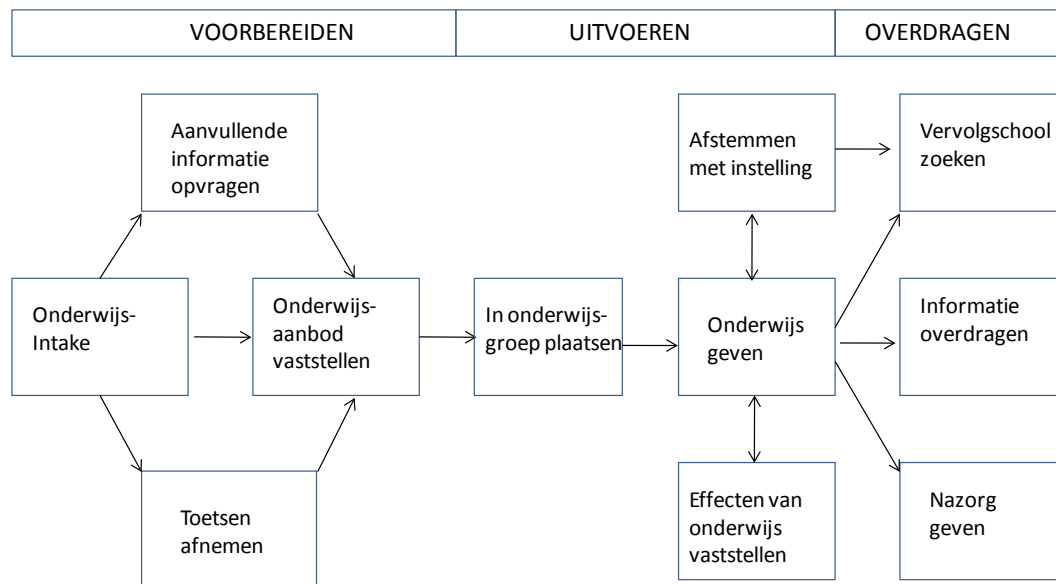 VOORBEREIDEN
UITVOEREN
OVERDRAGEN
Aanvullende
informatie
opvragen
Afstemmen
met instelling
Vervolgschool
zoeken
Onderwijs-
Intake
Onderwijs-
aanbod
vaststellen
In onderwijs-
groep plaatsen
Onderwijs
geven
Informatie
overdragen
Toetsen
afnemen
Effecten van
onderwijs
vaststellen
Nazorg
geven